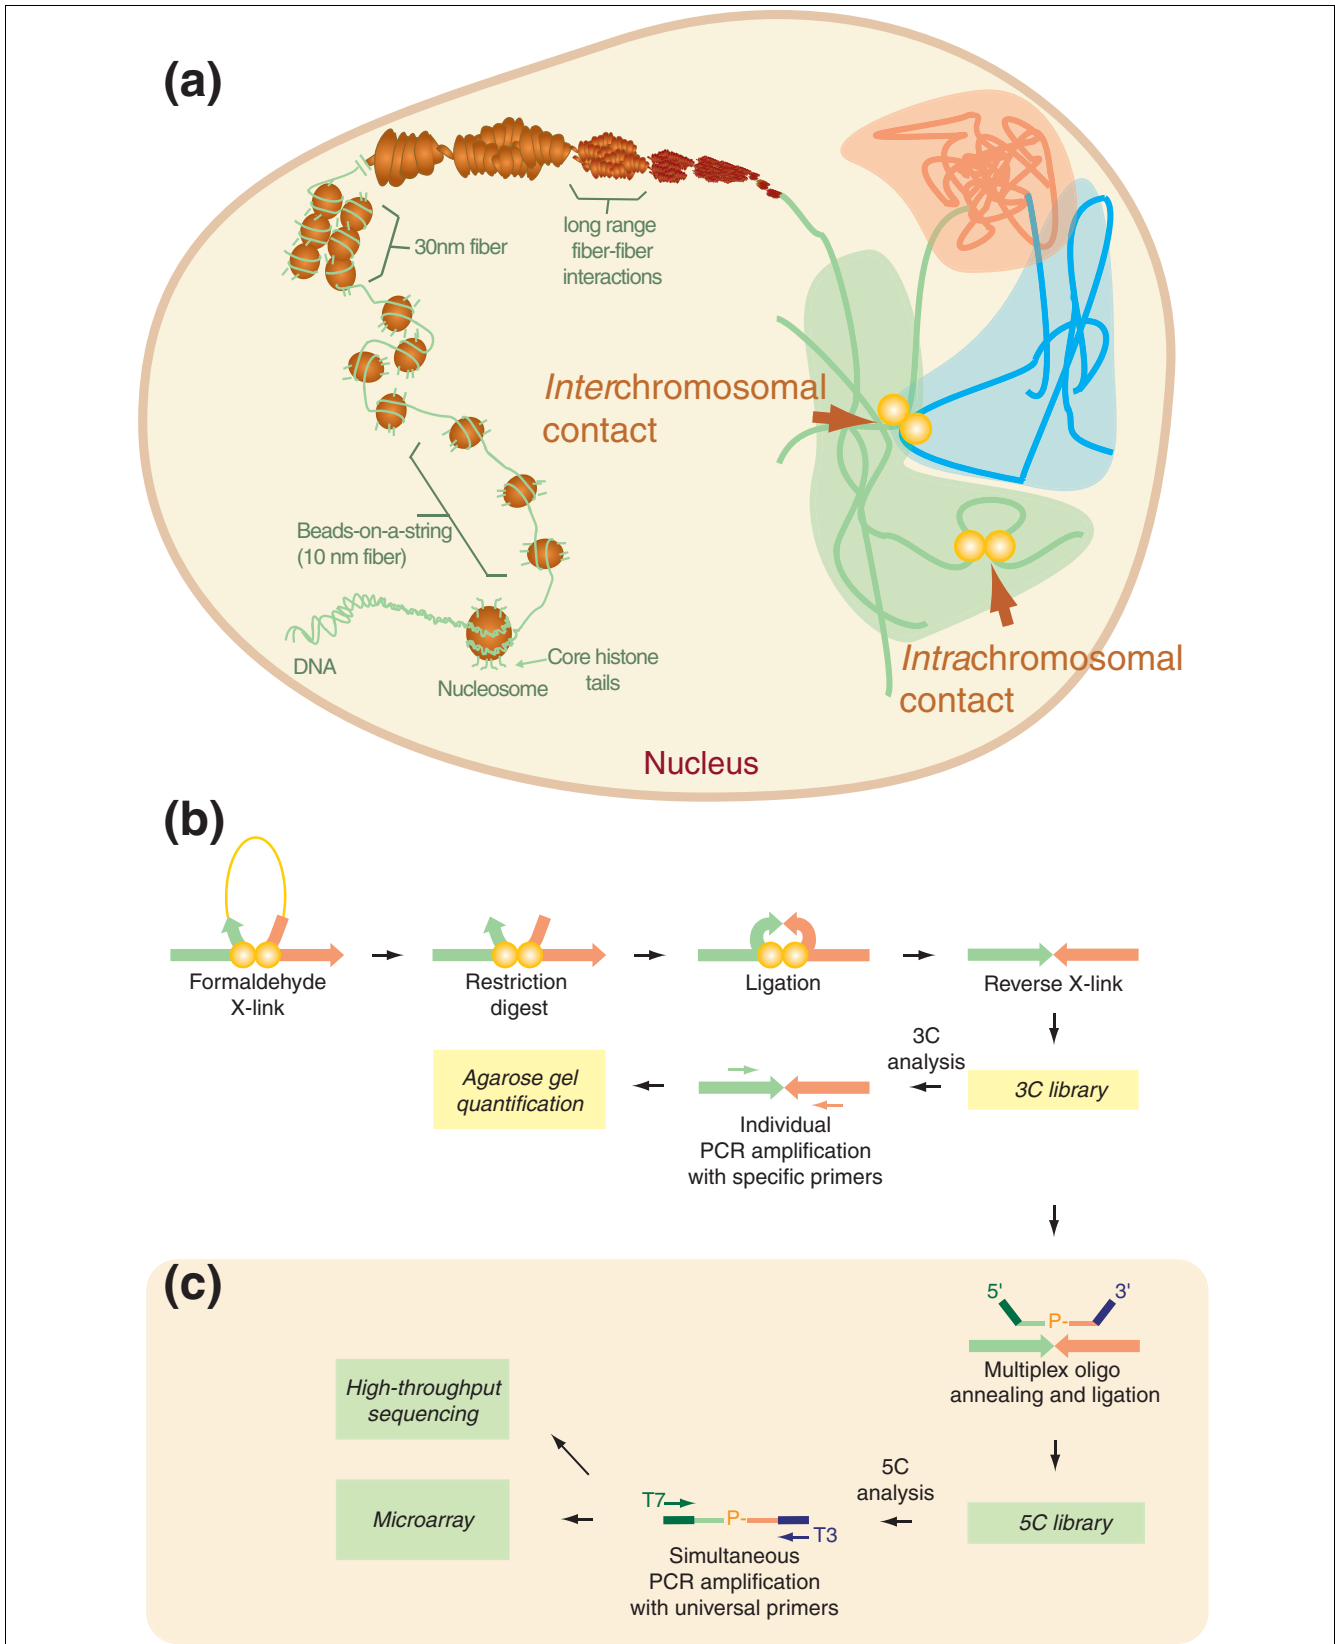 (a)
30nm fiber
long range
fiber-fiber
interactions
Interchromosomal
contact
Beads-on-a-string
(10 nm fiber)
DNA
Nucleosome
Core histone
tails
Intrachromosomal
contact
Nucleus
(b)
Formaldehyde
X-link
Restriction
digest
Ligation
Reverse X-link
3C
analysis
3C library
Agarose gel
quantification
Individual
PCR amplification
with specific primers
(c)
5'
3'
P-
Multiplex oligo
annealing and ligation
High-throughput
sequencing
Microarray
5C
analysis
5C library
T7
P-
T3
Simultaneous
PCR amplification
with universal primers